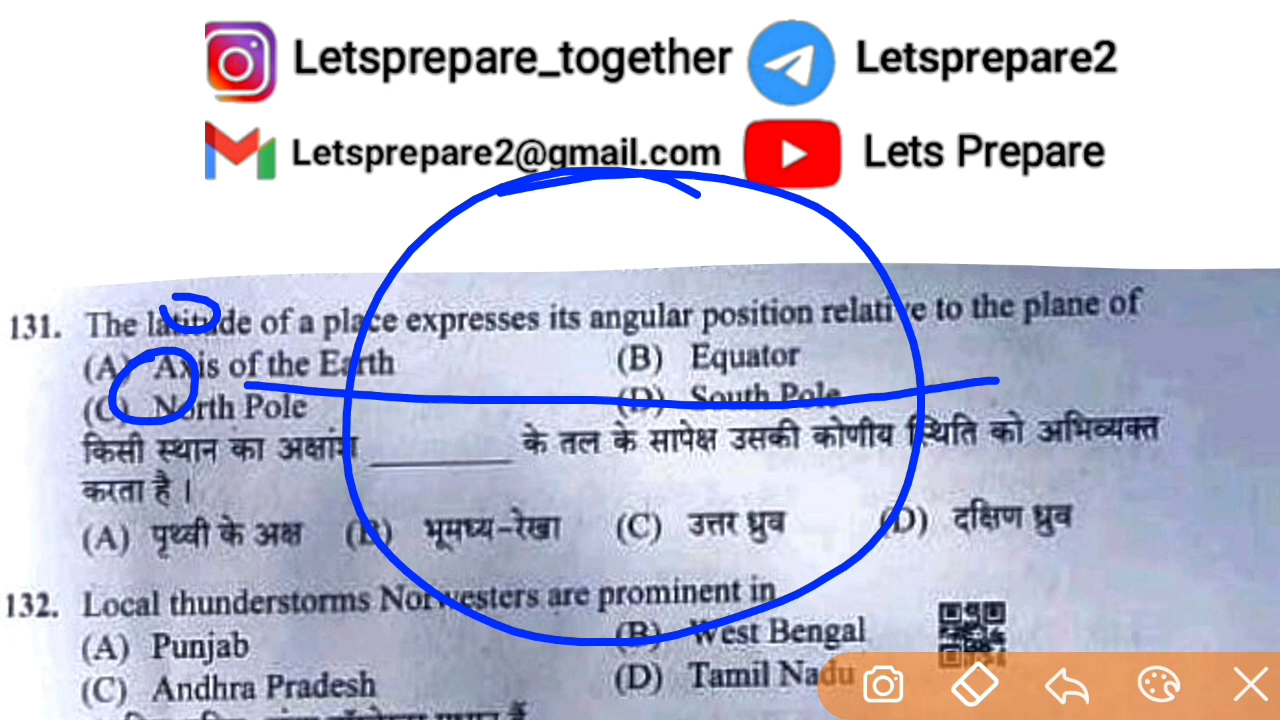 Letsprepare_together Letsprepare2
Letsprepare2@gmail.com Lets Prepare
131. The latitude of a place expresses its angular position relative to the plane of
(A) Axis of the Earth (B) Equator
(C) North Pole (D) South Pole
किसी स्थान का अक्षांश ________ के तल के सापेक्ष उसकी कोणीय स्थिति को अभिव्यक्त
करता है ।
(A) पृथ्वी के अक्ष (B) भूमध्य-रेखा (C) उत्तर ध्रुव (D) दक्षिण ध्रुव
132. Local thunderstorms Norwesters are prominent in
(A) Punjab (B) West Bengal
(C) Andhra Pradesh (D) Tamil Nadu